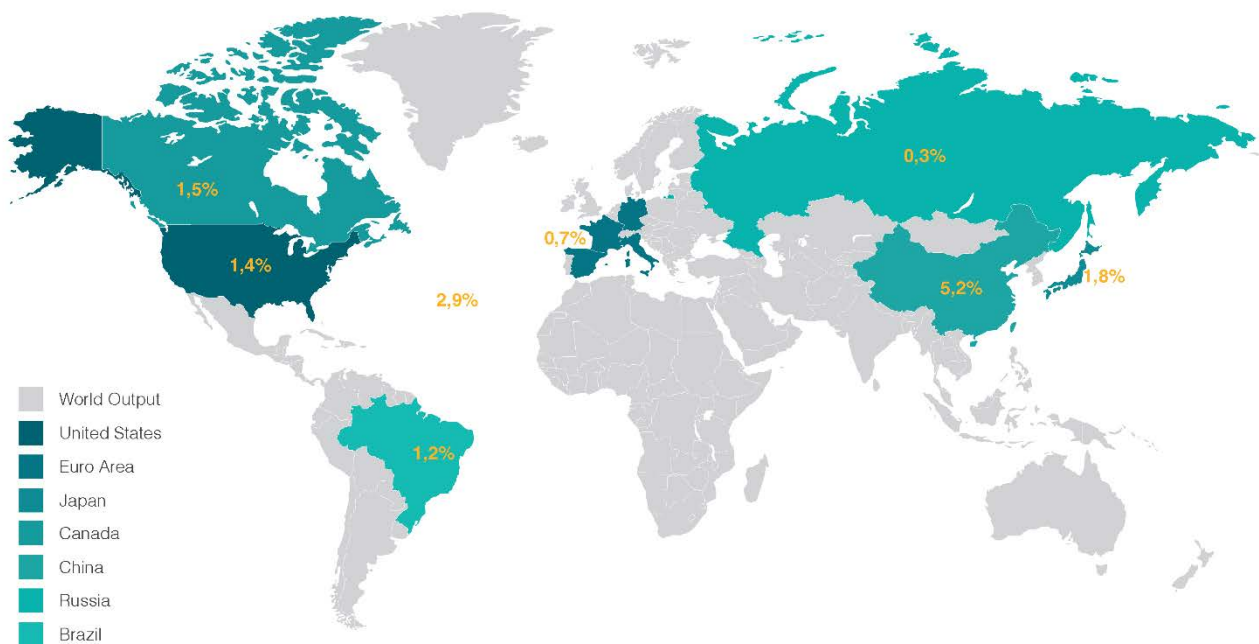 0,3%
1,5%
0,7%
1,4%
5,2%
1,8%
2,9%
World Output
United States
1,2%
Euro Area
Japan
Canada
China
Russia
Brazil